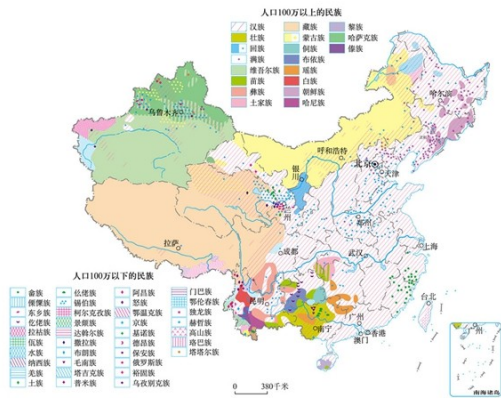 人口100万以上的民族
汉族 藏族 黎族
壮族 蒙古族 哈萨克族
回族 侗族 傣族
满族 布依族
维吾尔族 瑶族
苗族 白族
彝族 朝鲜族
土家族 哈尼族
哈尔滨
乌鲁木齐
呼和浩特
北京
银川
天津
兰州
郑州
拉萨
成都
武汉
上海
昆明
南宁
广州
台北
香港
澳门
人口100万以下的民族
畲族 仡佬族 阿昌族 门巴族
傈僳族 锡伯族 怒族 鄂伦春族
东乡族 柯尔克孜族 鄂温克族 独龙族
仫佬族 景颇族 京族 赫哲族
拉祜族 达斡尔族 基诺族 高山族
佤族 撒拉族 德昂族 珞巴族
水族 布朗族 保安族 塔塔尔族
纳西族 毛南族 俄罗斯族
羌族 塔吉克族 裕固族
土族 普米族 乌孜别克族
0 380千米
广州
南海诸岛